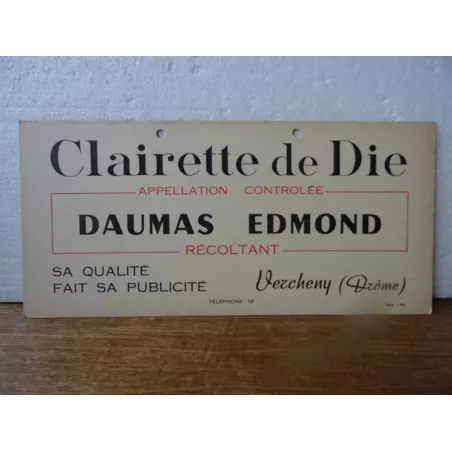 Clairette de Die
APPELLATION CONTROLÉE
DAUMAS EDMOND
RÉCOLTANT
SA QUALITÉ
FAIT SA PUBLICITÉ
Vercheny (Drôme)
TÉLÉPHONE